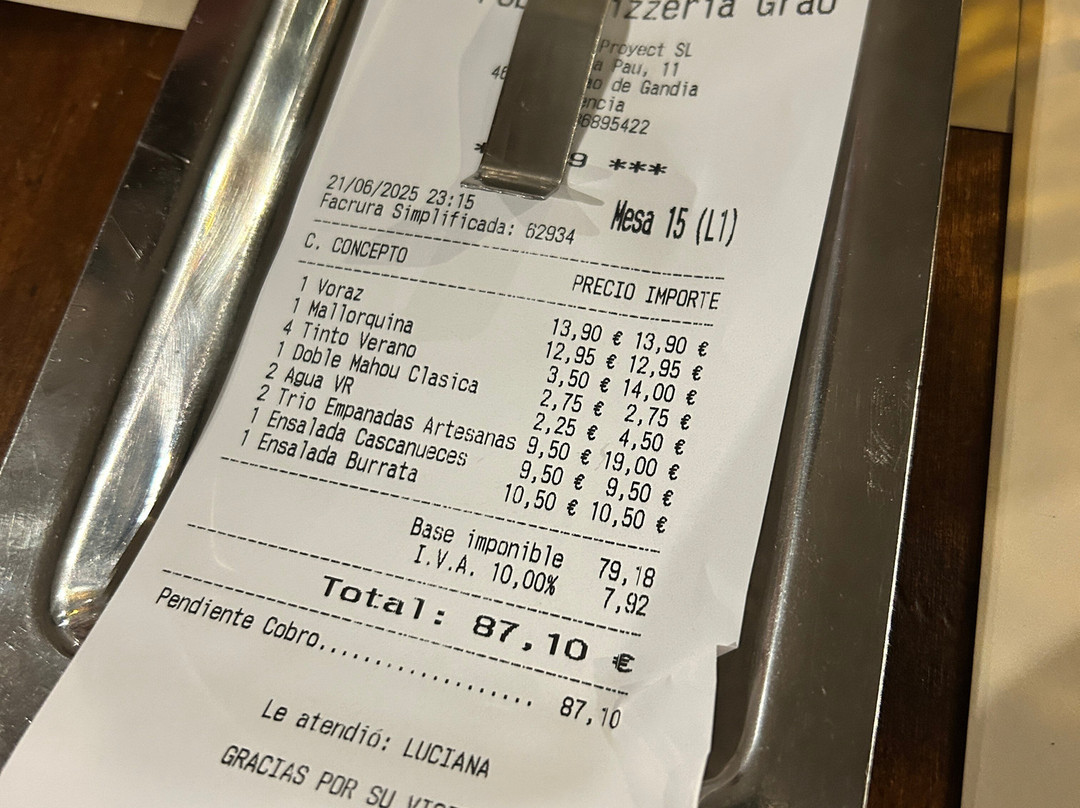 izzeria Grao
Proyect SL
Pau, 11
de Gandia
6895422
9 ***
21/06/2025 23:15
Facrura Simplificada: 62934
Mesa 15 (L1)
C. CONCEPTO PRECIO IMPORTE
1 Voraz 13,90 € 13,90 €
1 Mallorquina 12,95 € 12,95 €
4 Tinto Verano 3,50 € 14,00 €
1 Doble Mahou Clasica 2,75 € 2,75 €
2 Agua VR 2,25 € 4,50 €
2 Trio Empanadas Artesanas 9,50 € 19,00 €
1 Ensalada Cascanueces 9,50 € 9,50 €
1 Ensalada Burrata 10,50 € 10,50 €
Base imponible 79,18
I.V.A. 10,00% 7,92
Total: 87,10 €
Pendiente Cobro.................... 87,10
Le atendió: LUCIANA
GRACIAS POR SU